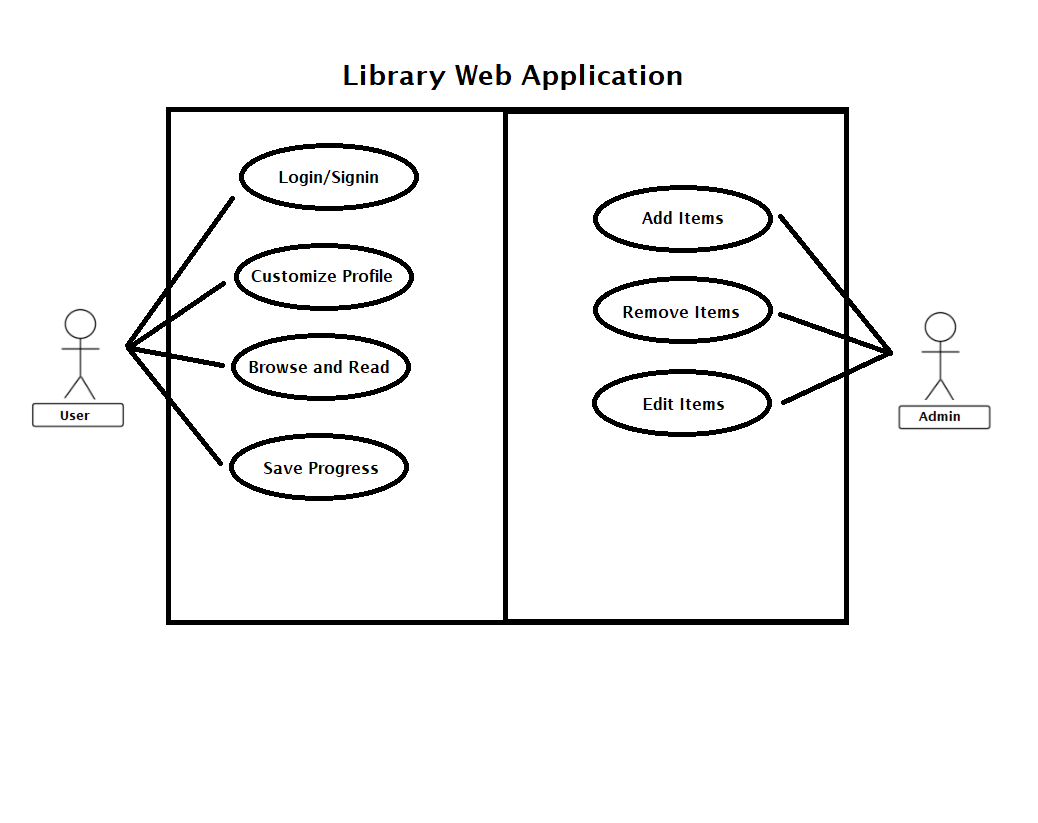 Library Web Application
Login/Signin
Customize Profile
Browse and Read
Save Progress
Add Items
Remove Items
Edit Items
User
Admin